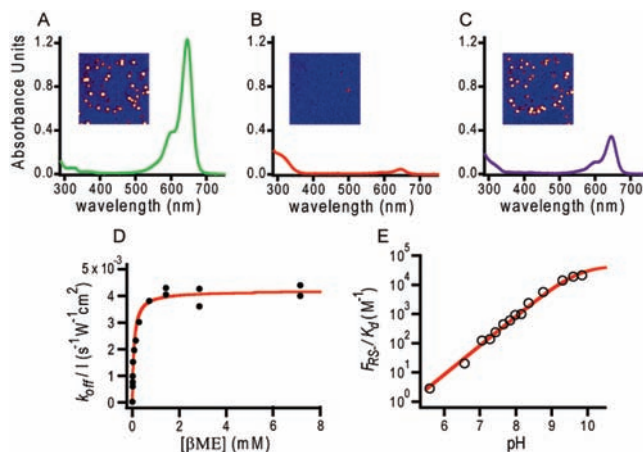 A
B
C
Absorbance Units
1.2
0.8
0.4
0.0
300 400 500 600 700
wavelength (nm)
1.2
0.8
0.4
0.0
300 400 500 600 700
wavelength (nm)
1.2
0.8
0.4
0.0
300 400 500 600 700
wavelength (nm)
D
k_off / I (s⁻¹W⁻¹cm²)
5 x 10⁻³
4
3
2
1
0
0 2 4 6 8
[βME] (mM)
E
F_RS-/K_d (M⁻¹)
10⁵
10⁴
10³
10²
10¹
10⁰
6 7 8 9 10
pH